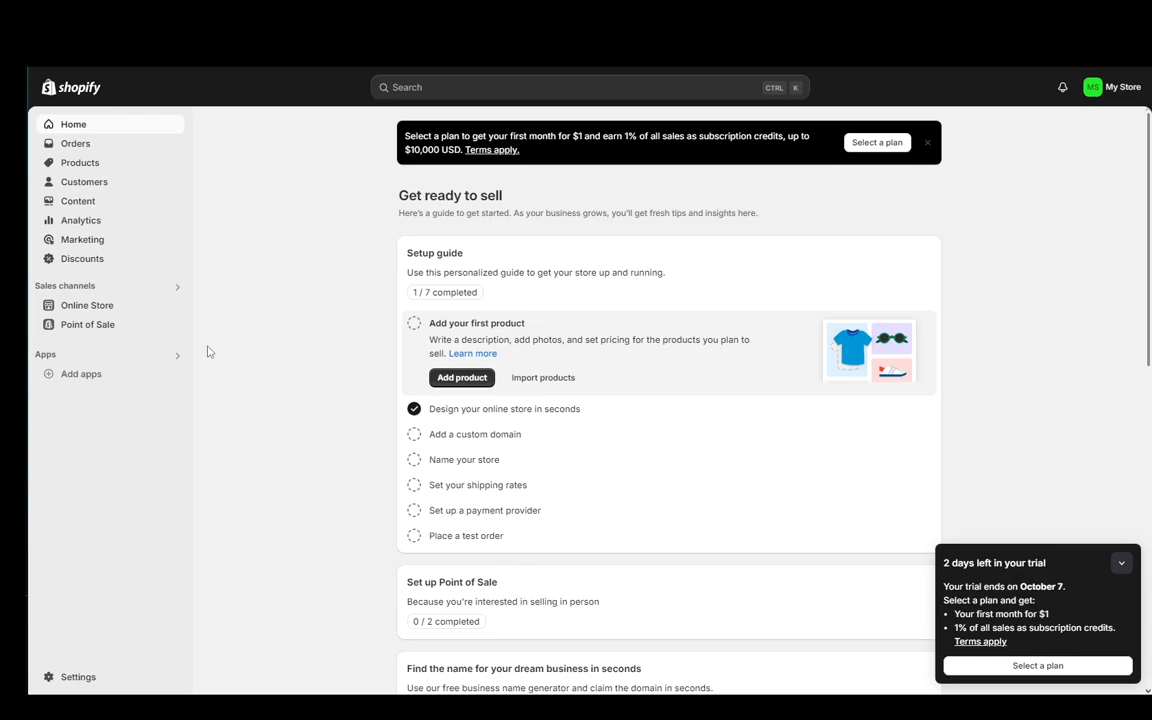 shopify
Search
CTRL K
MS My Store
Home
Orders
Products
Customers
Content
Analytics
Marketing
Discounts
Sales channels
Online Store
Point of Sale
Apps
Add apps
Settings
Select a plan to get your first month for $1 and earn 1% of all sales as subscription credits, up to
$10,000 USD. Terms apply.
Select a plan
Get ready to sell
Here's a guide to get started. As your business grows, you'll get fresh tips and insights here.
Setup guide
Use this personalized guide to get your store up and running.
1 / 7 completed
Add your first product
Write a description, add photos, and set pricing for the products you plan to
sell. Learn more
Add product
Import products
Design your online store in seconds
Add a custom domain
Name your store
Set your shipping rates
Set up a payment provider
Place a test order
Set up Point of Sale
Because you're interested in selling in person
0 / 2 completed
Find the name for your dream business in seconds
Use our free business name generator and claim the domain in seconds.
2 days left in your trial
Your trial ends on October 7.
Select a plan and get:
• Your first month for $1
• 1% of all sales as subscription credits.
Terms apply
Select a plan